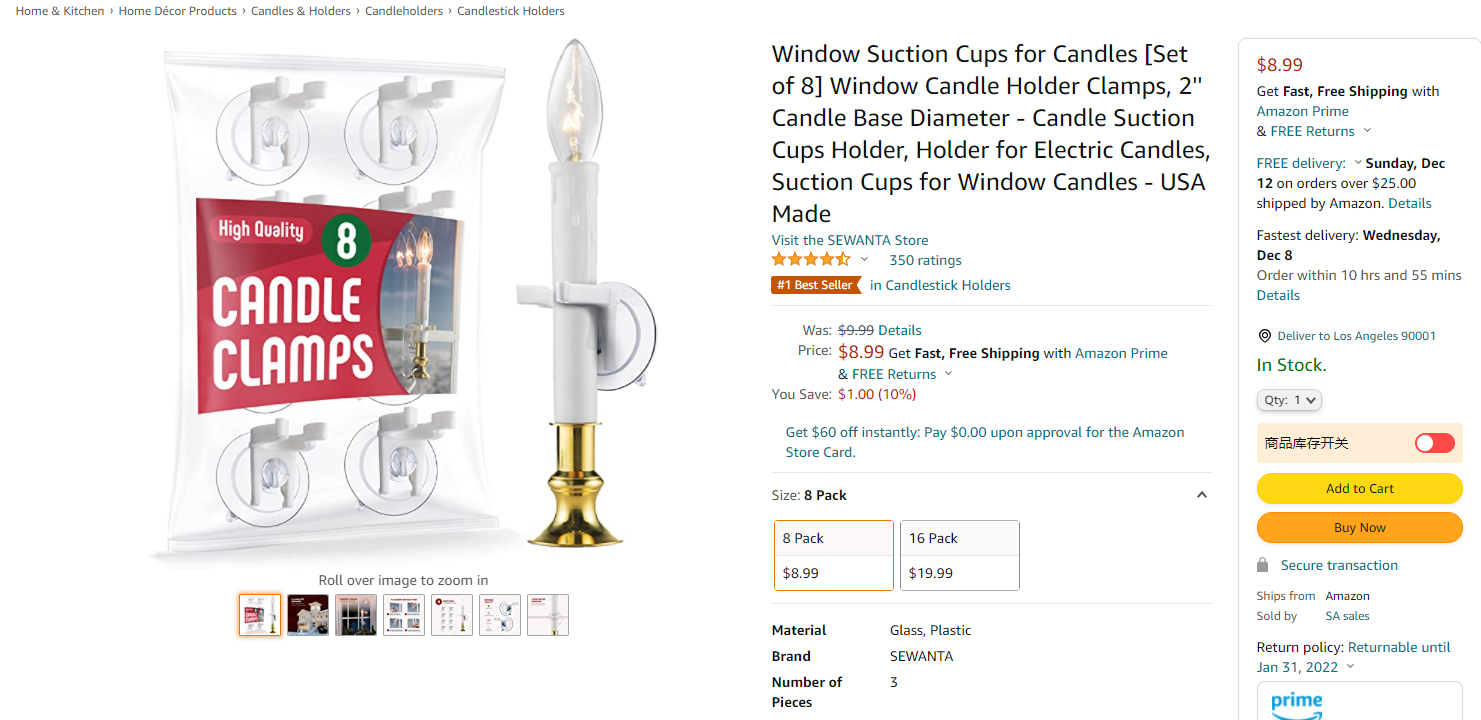 Home & Kitchen › Home Décor Products › Candles & Holders › Candleholders › Candlestick Holders
High Quality
8
CANDLE
CLAMPS
Roll over image to zoom in
Window Suction Cups for Candles [Set
of 8] Window Candle Holder Clamps, 2"
Candle Base Diameter - Candle Suction
Cups Holder, Holder for Electric Candles,
Suction Cups for Window Candles - USA
Made
Visit the SEWANTA Store
350 ratings
#1 Best Seller in Candlestick Holders
Was: $9.99 Details
Price: $8.99 Get Fast, Free Shipping with Amazon Prime
& FREE Returns
You Save: $1.00 (10%)
Get $60 off instantly: Pay $0.00 upon approval for the Amazon
Store Card.
Size: 8 Pack
8 Pack
$8.99
16 Pack
$19.99
Material Glass, Plastic
Brand SEWANTA
Number of 3
Pieces
$8.99
Get Fast, Free Shipping with
Amazon Prime
& FREE Returns
FREE delivery: Sunday, Dec
12 on orders over $25.00
shipped by Amazon. Details
Fastest delivery: Wednesday,
Dec 8
Order within 10 hrs and 55 mins
Details
Deliver to Los Angeles 90001
In Stock.
Qty: 1
商品库存开关
Add to Cart
Buy Now
Secure transaction
Ships from Amazon
Sold by SA sales
Return policy: Returnable until
Jan 31, 2022
prime